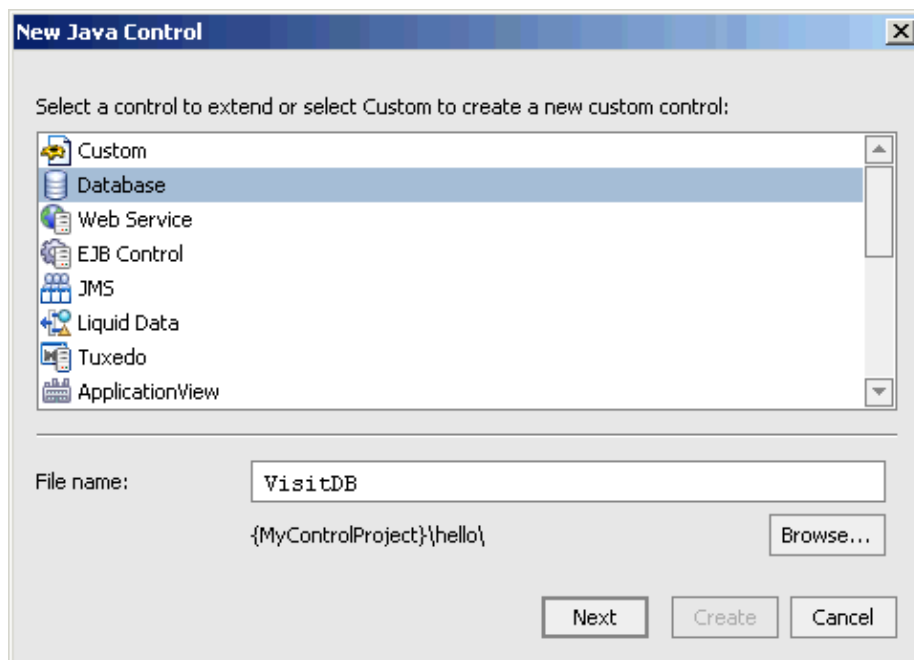 New Java Control
Select a control to extend or select Custom to create a new custom control:
Custom
Database
Web Service
EJB Control
JMS
Liquid Data
Tuxedo
ApplicationView
File name:
VisitDB
{MyControlProject}\hello\
Browse...
Next
Create
Cancel